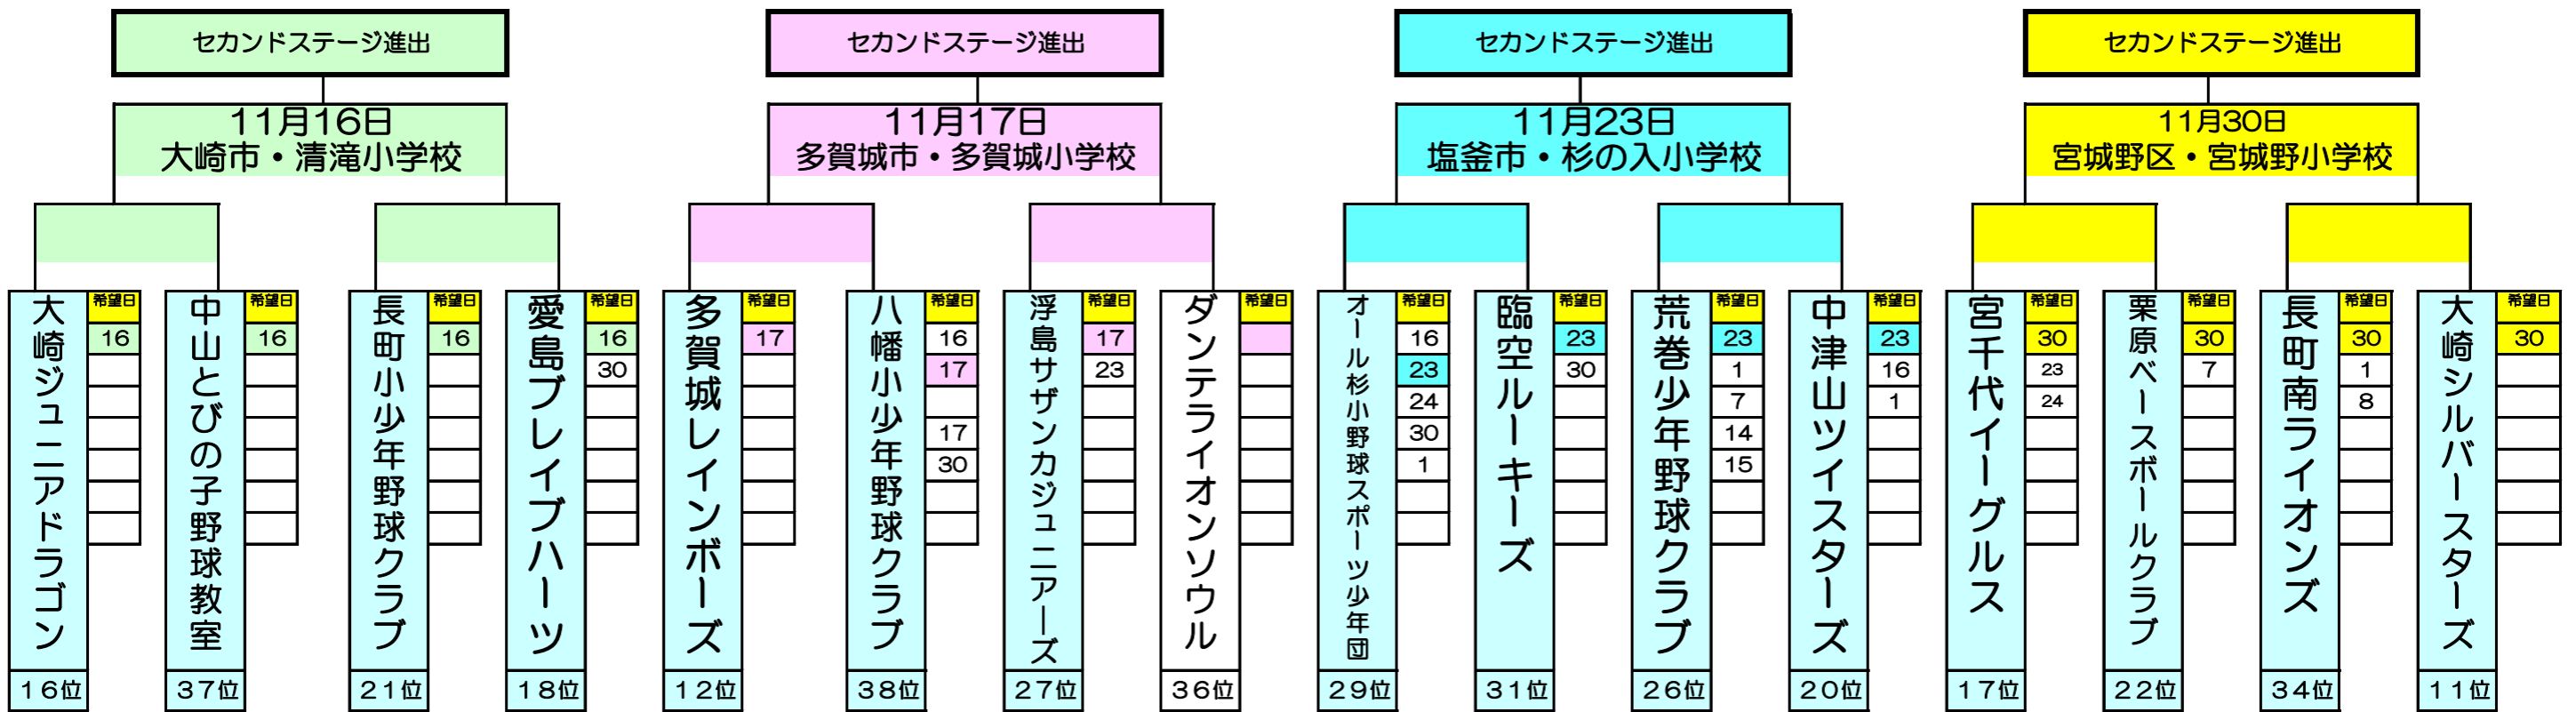 セカンドステージ進出
セカンドステージ進出
セカンドステージ進出
セカンドステージ進出
11月16日
大崎市・清滝小学校
11月17日
多賀城市・多賀城小学校
11月23日
塩釜市・杉の入小学校
11月30日
宮城野区・宮城野小学校
大崎ジュニアドラゴン
希望日
16
16位
中山とびの子野球教室
希望日
16
37位
長町小少年野球クラブ
希望日
16
21位
愛島ブレイブハーツ
希望日
16
30
18位
多賀城レインボーズ
希望日
17
12位
八幡小少年野球クラブ
希望日
16
17
17
30
38位
浮島サザンカジュニアーズ
希望日
17
23
27位
ダンテライオンソウル
希望日
36位
オール杉小野球スポーツ少年団
希望日
16
23
24
30
1
29位
臨空ルーキーズ
希望日
23
30
31位
荒巻少年野球クラブ
希望日
23
1
7
14
15
26位
中津山ツイスターズ
希望日
23
16
1
20位
宮千代イーグルス
希望日
30
23
24
17位
栗原ベースボールクラブ
希望日
30
7
22位
長町南ライオンズ
希望日
30
1
8
34位
大崎シルバースターズ
希望日
30
11位